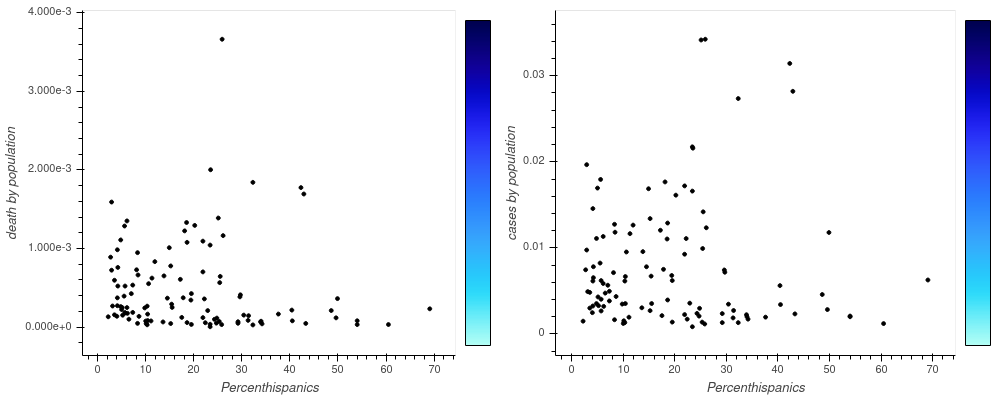 4.000e-3
3.000e-3
2.000e-3
1.000e-3
0.000e+0
death by population
0 10 20 30 40 50 60 70
Percenthispanics
0.03
0.02
0.01
0
cases by population
0 10 20 30 40 50 60 70
Percenthispanics